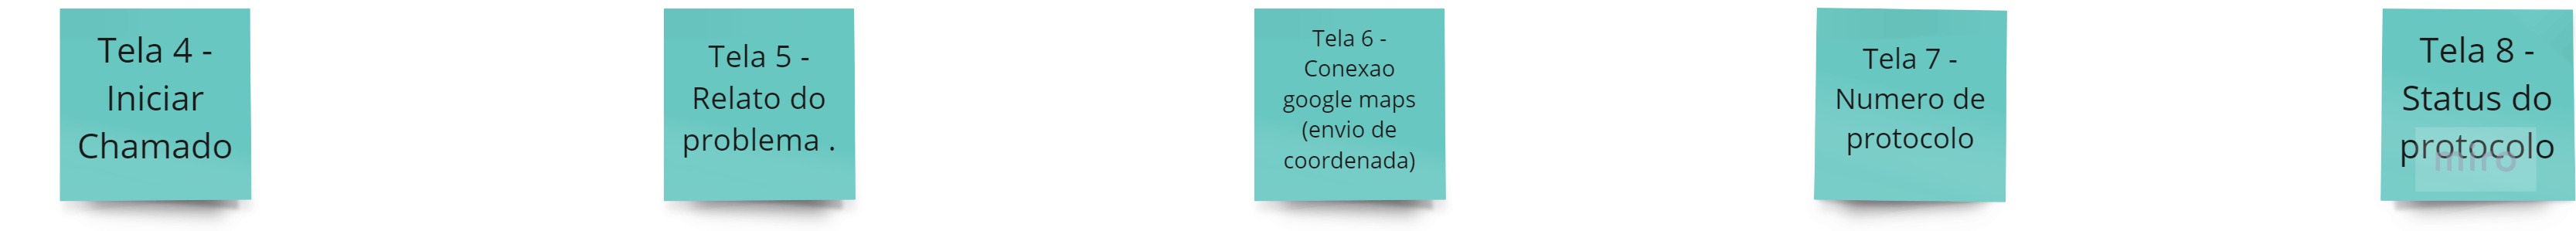 Tela 4 -
Iniciar
Chamado
Tela 5 -
Relato do
problema .
Tela 6 -
Conexao
google maps
(envio de
coordenada)
Tela 7 -
Numero de
protocolo
Tela 8 -
Status do
protocolo
miro